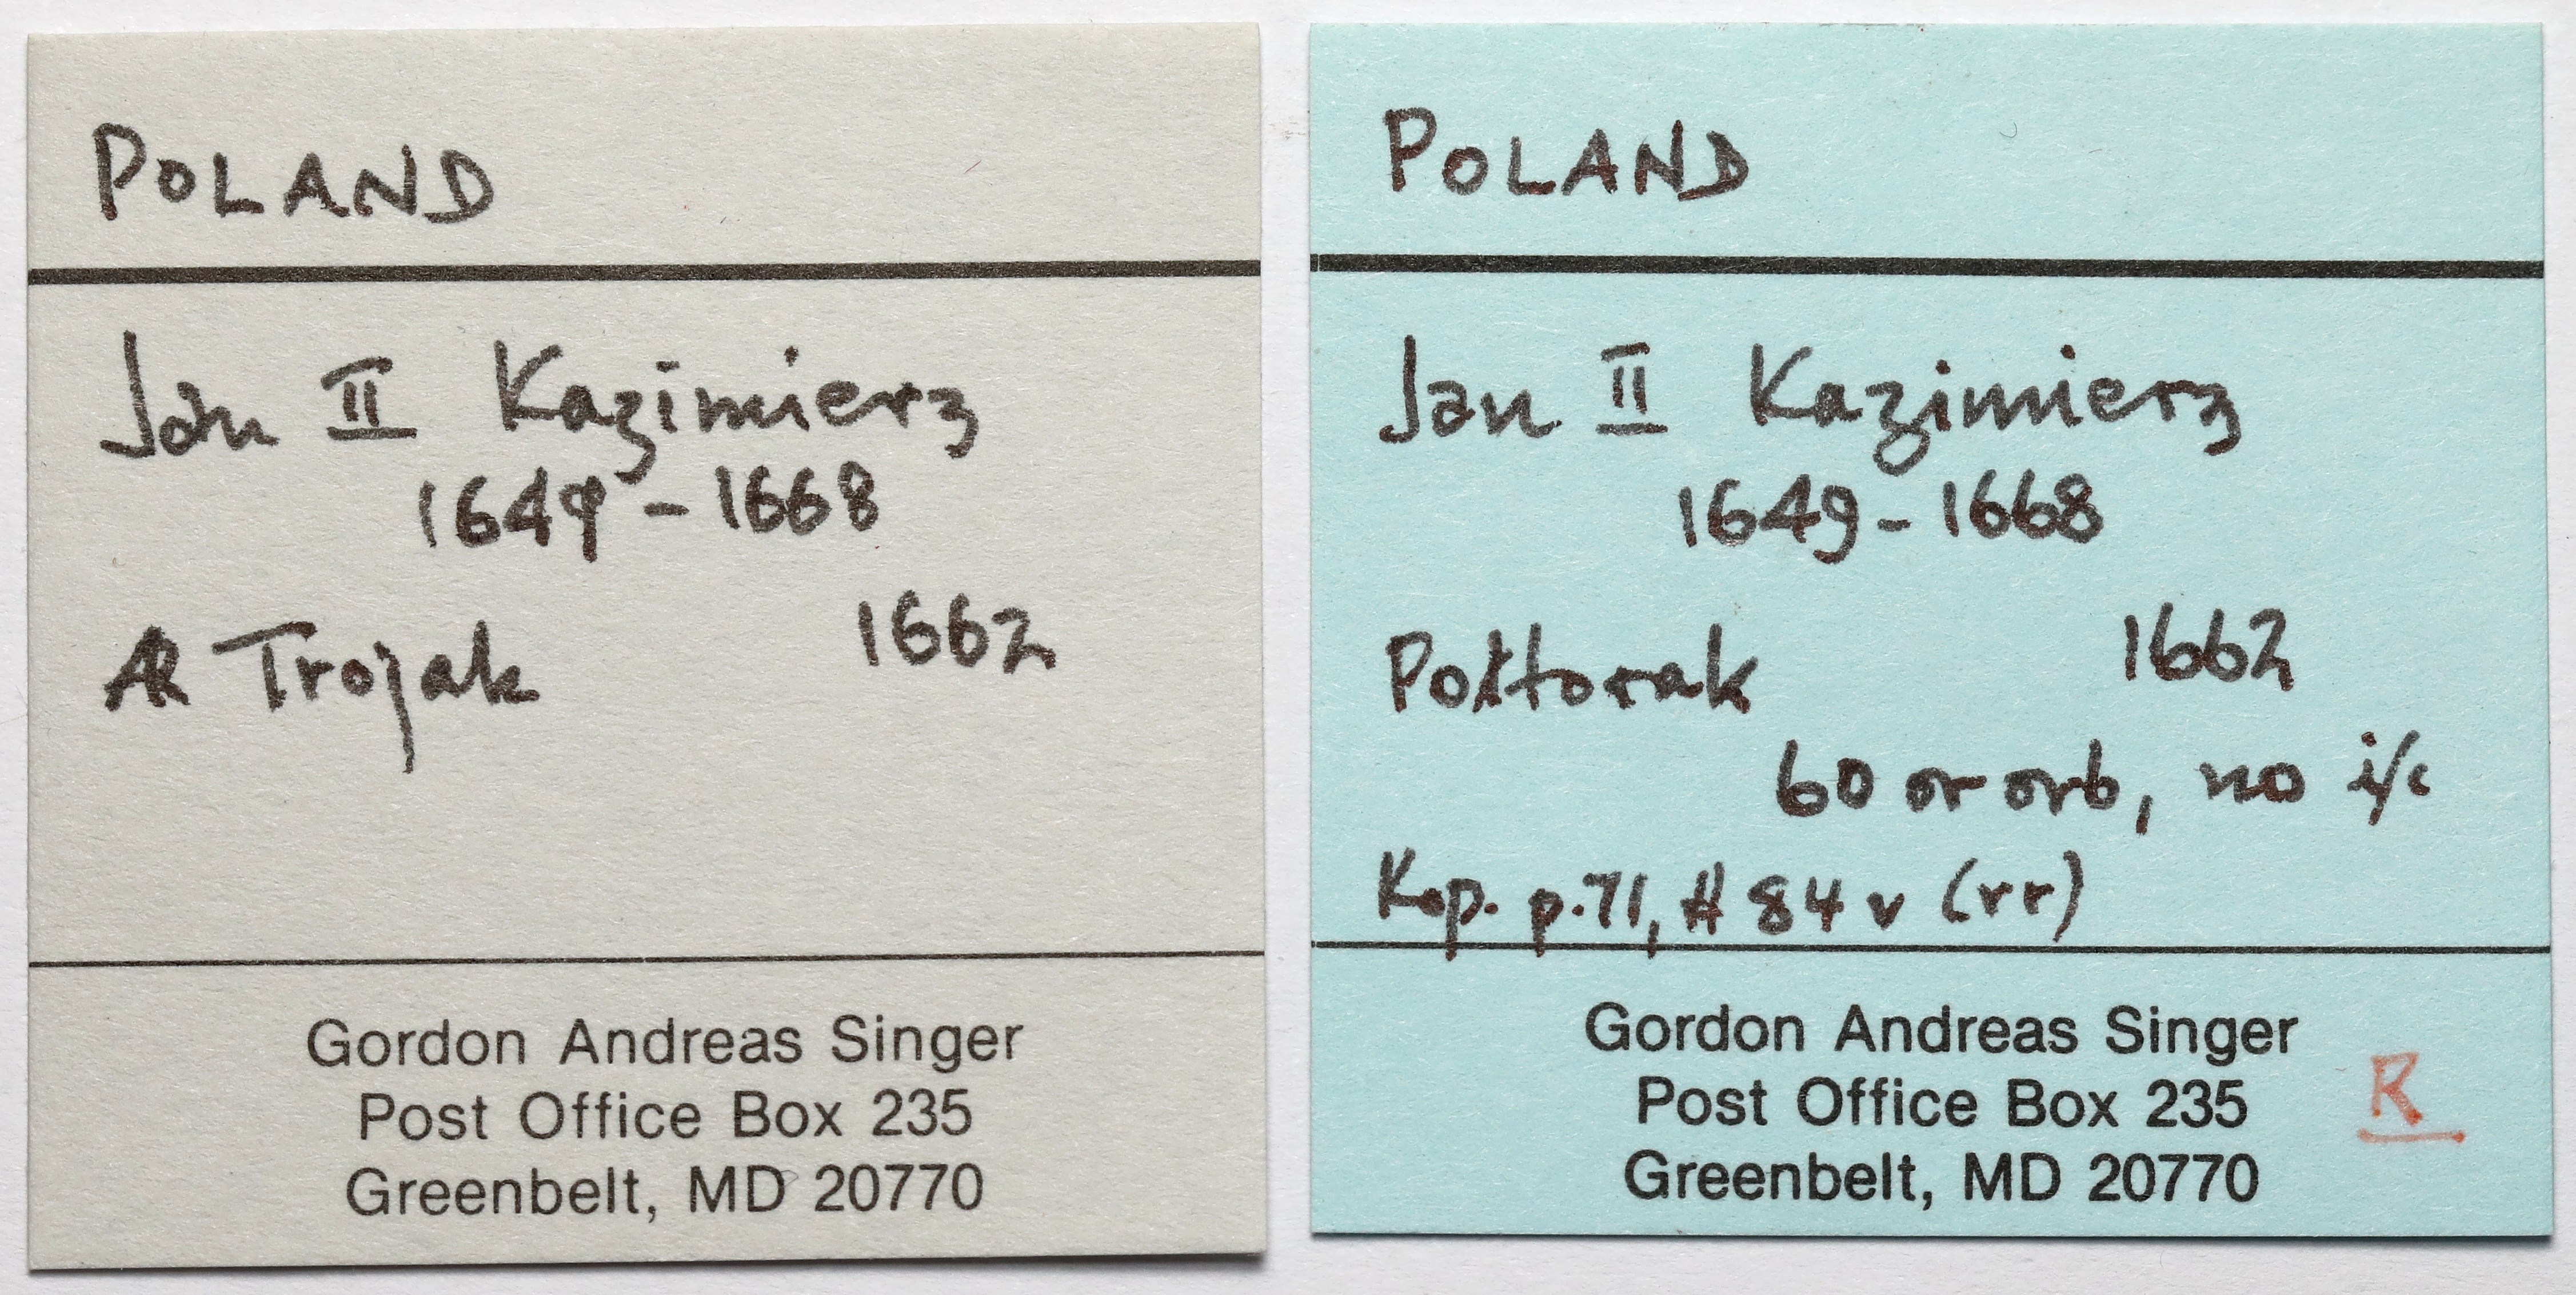 POLAND
Jan II Kazimierz
1649 - 1668
AR Trojak 1662
Gordon Andreas Singer
Post Office Box 235
Greenbelt, MD 20770
POLAND
Jan II Kazimierz
1649 - 1668
Połtorak 1662
60 or orb, no i/c
Kop. p.71, # 84 v (rr)
Gordon Andreas Singer
Post Office Box 235
R
Greenbelt, MD 20770